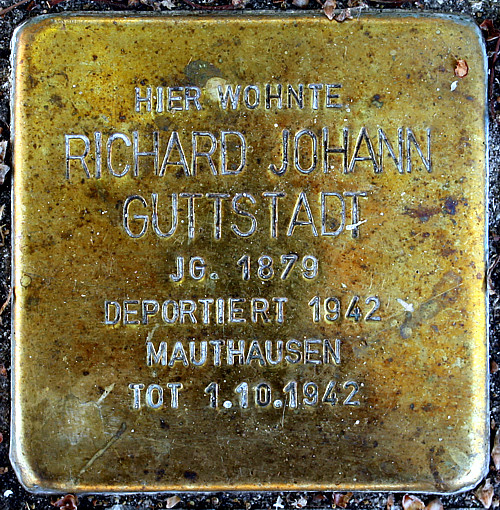 HIER WOHNTE
RICHARD JOHANN
GUTTSTADT
JG. 1879
DEPORTIERT 1942
MAUTHAUSEN
TOT 1.10.1942